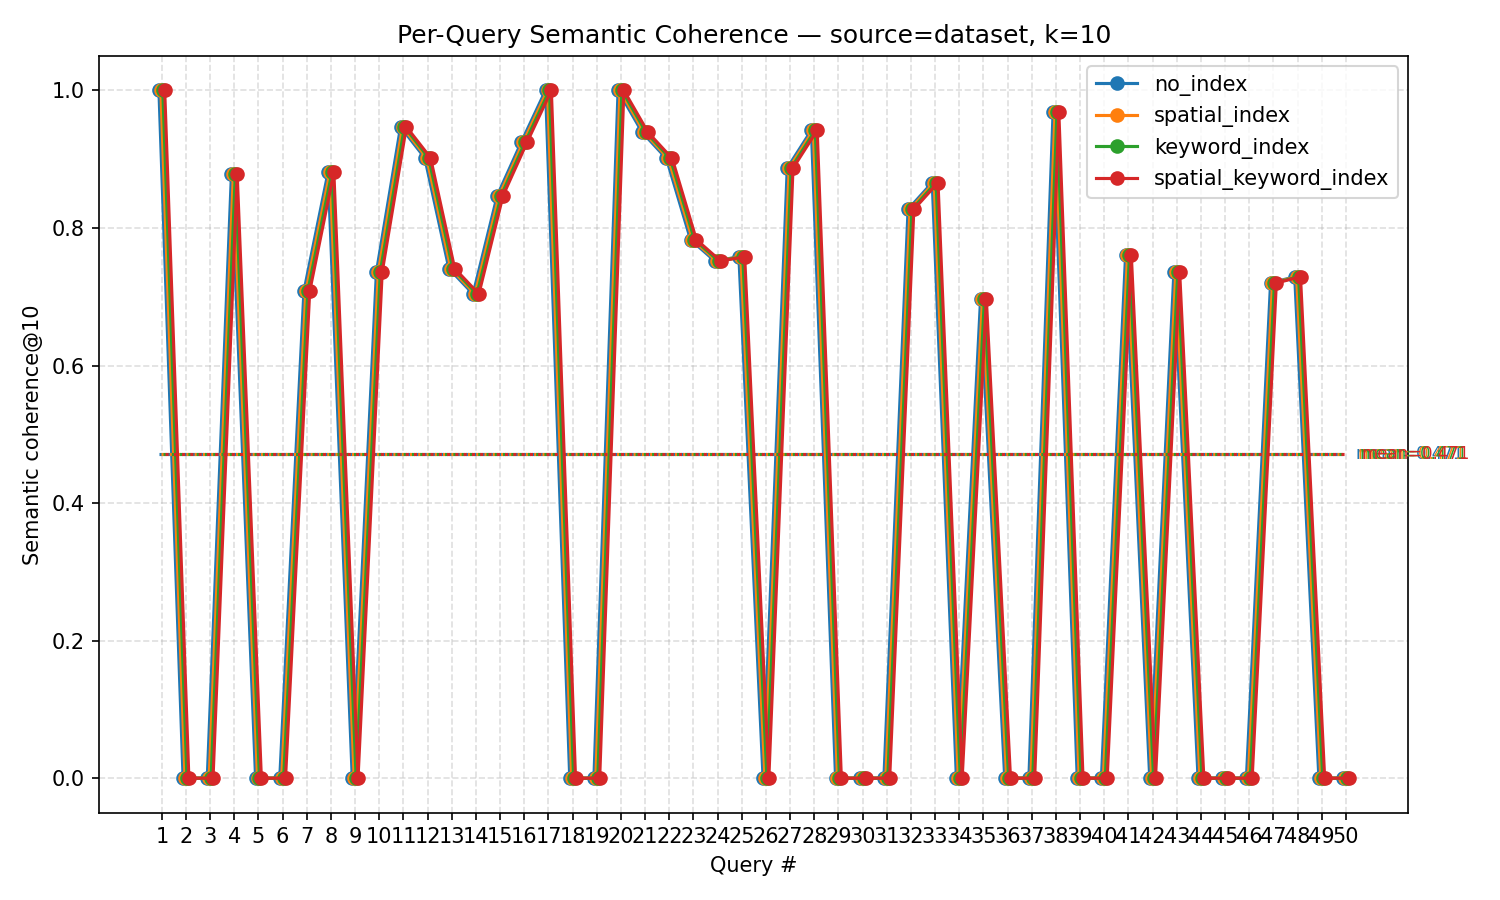 Per-Query Semantic Coherence — source=dataset, k=10
no_index
spatial_index
keyword_index
spatial_keyword_index
1.0
0.8
0.6
0.4
0.2
0.0
Semantic coherence@10
mean=0.471
1 2 3 4 5 6 7 8 9 10 11 12 13 14 15 16 17 18 19 20 21 22 23 24 25 26 27 28 29 30 31 32 33 34 35 36 37 38 39 40 41 42 43 44 45 46 47 48 49 50
Query #